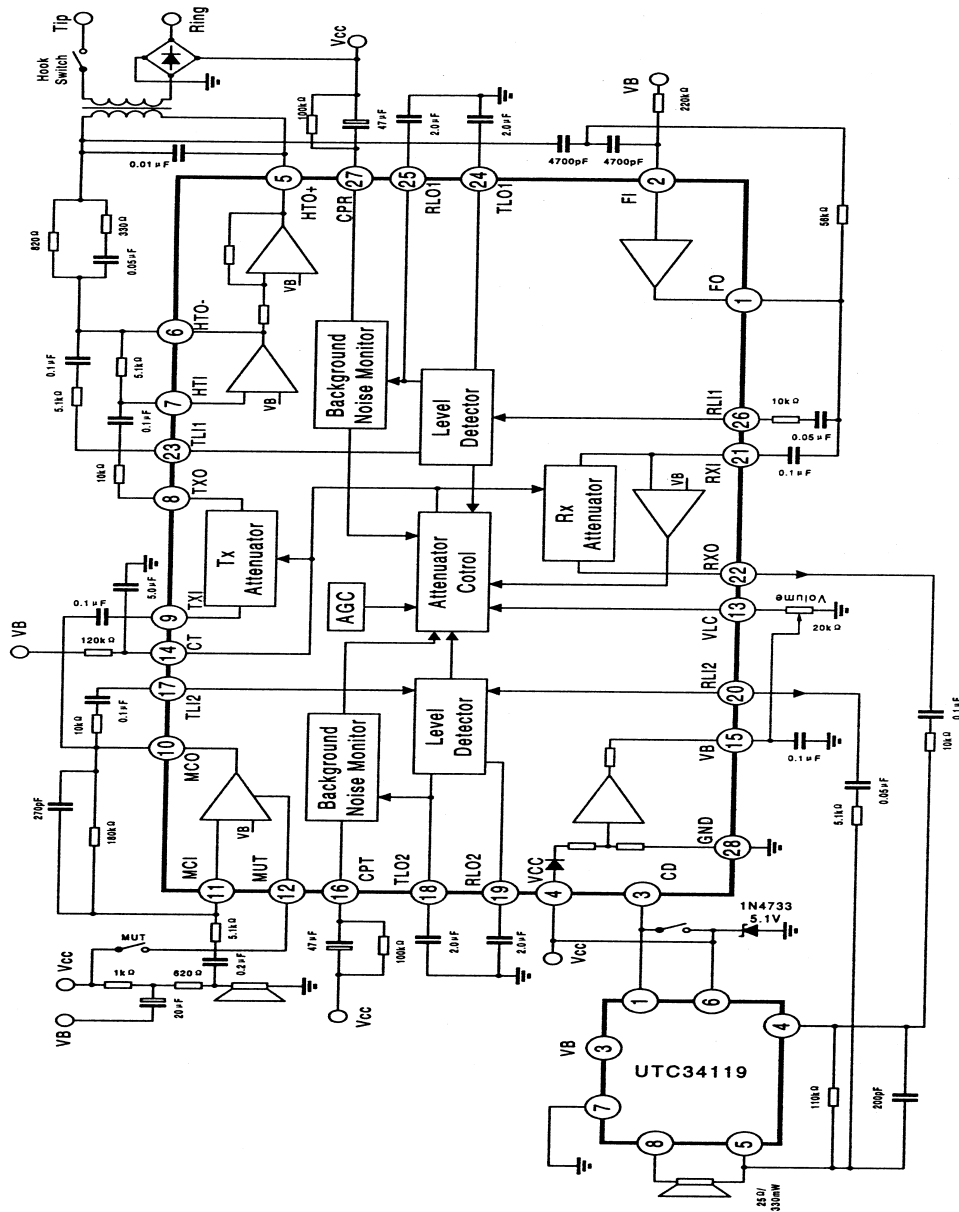 Tip
Ring
Hook
Switch
Vcc
VB
220kΩ
100kΩ
47μF
2.0μF
2.0μF
4700pF
4700pF
0.01μF
56kΩ
820Ω
330Ω
0.05μF
5
HTO+
27
CPR
25
RLO1
24
TLO1
2
FI
VB
0.1μF
5.1kΩ
5.1kΩ
0.1μF
10kΩ
6
HTO-
7
HTI
VB
23
TLI1
8
TXO
Background
Noise Monitor
Level
Detector
1
FO
26
RLI1
10kΩ
0.05μF
21
RXI
0.1μF
VB
Rx
Attenuator
Tx
Attenuator
Attenuator
Cotrol
AGC
22
RXO
13
VLC
Volume
20kΩ
5.0μF
0.1μF
9
TXI
VB
120kΩ
14
CT
17
TLI2
10kΩ
0.1μF
10
MCO
VB
270pF
180kΩ
Background
Noise Monitor
Level
Detector
20
RLI2
15
VB
0.1μF
0.1μF
10kΩ
0.05μF
5.1kΩ
28
GND
11
MCI
12
MUT
16
CPT
18
TLO2
19
RLO2
4
VCC
3
CD
5.1kΩ
0.2μF
MUT
Vcc
1kΩ
620Ω
20μF
VB
47μF
100kΩ
Vcc
2.0μF
2.0μF
Vcc
1N4733
5.1V
1
6
3
VB
4
7
UTC34119
8
5
110kΩ
200pF
25Ω/
330mW